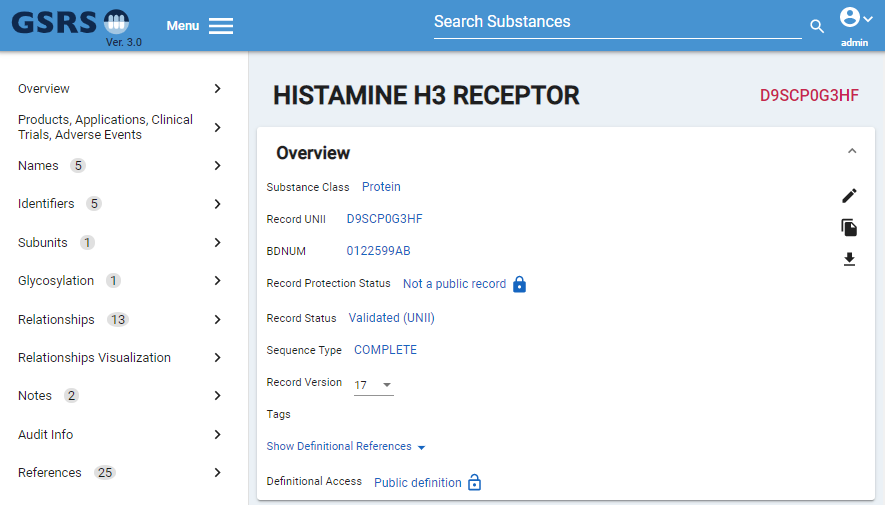 GSRS
Ver. 3.0
Menu
Search Substances
admin
Overview
Products, Applications, Clinical
Trials, Adverse Events
Names 5
Identifiers 5
Subunits 1
Glycosylation 1
Relationships 13
Relationships Visualization
Notes 2
Audit Info
References 25
HISTAMINE H3 RECEPTOR
D9SCP0G3HF
Overview
Substance Class Protein
Record UNII D9SCP0G3HF
BDNUM 0122599AB
Record Protection Status Not a public record
Record Status Validated (UNII)
Sequence Type COMPLETE
Record Version 17
Tags
Show Definitional References
Definitional Access Public definition